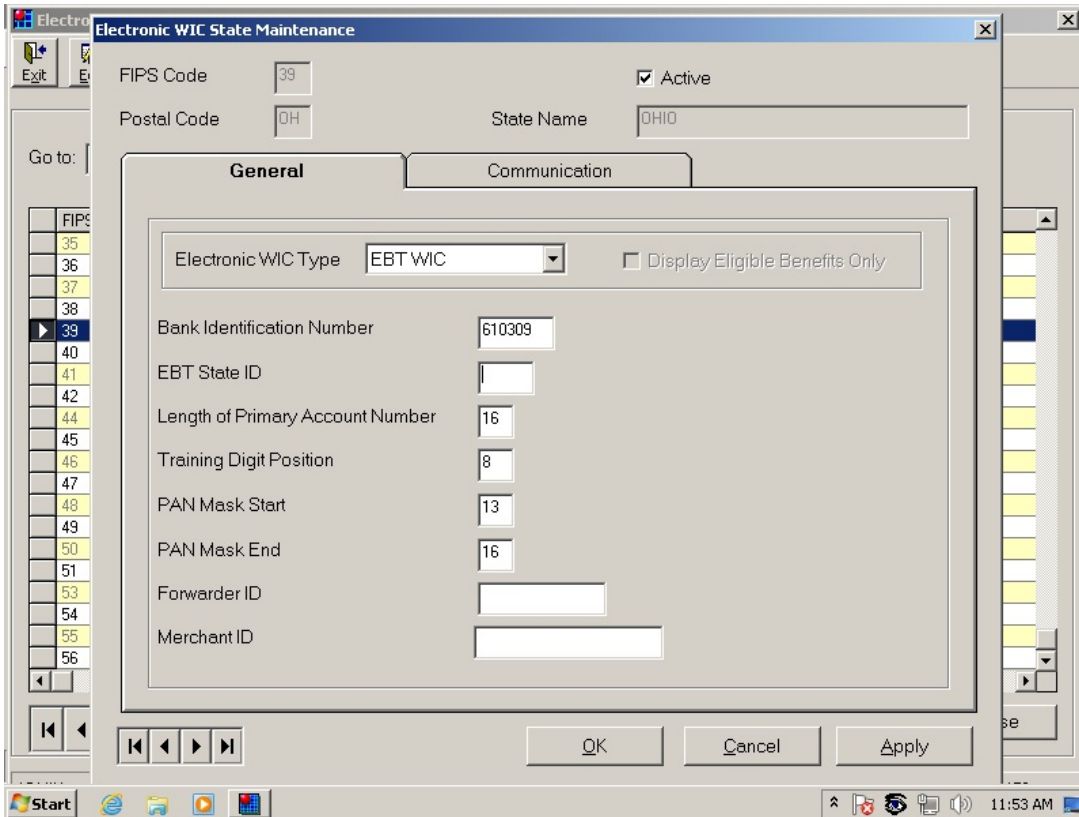 Electro
Electronic WIC State Maintenance
Exit
FIPS Code 39 Active
Postal Code OH State Name OHIO
Go to:
General Communication
FIPS
Electronic WIC Type EBT WIC Display Eligible Benefits Only
35
36
37
38
39
40
41
42
44
45
46
47
48
49
50
51
53
54
55
56
Bank Identification Number 610309
EBT State ID
Length of Primary Account Number 16
Training Digit Position 8
PAN Mask Start 13
PAN Mask End 16
Forwarder ID
Merchant ID
OK Cancel Apply
se
Start 11:53 AM